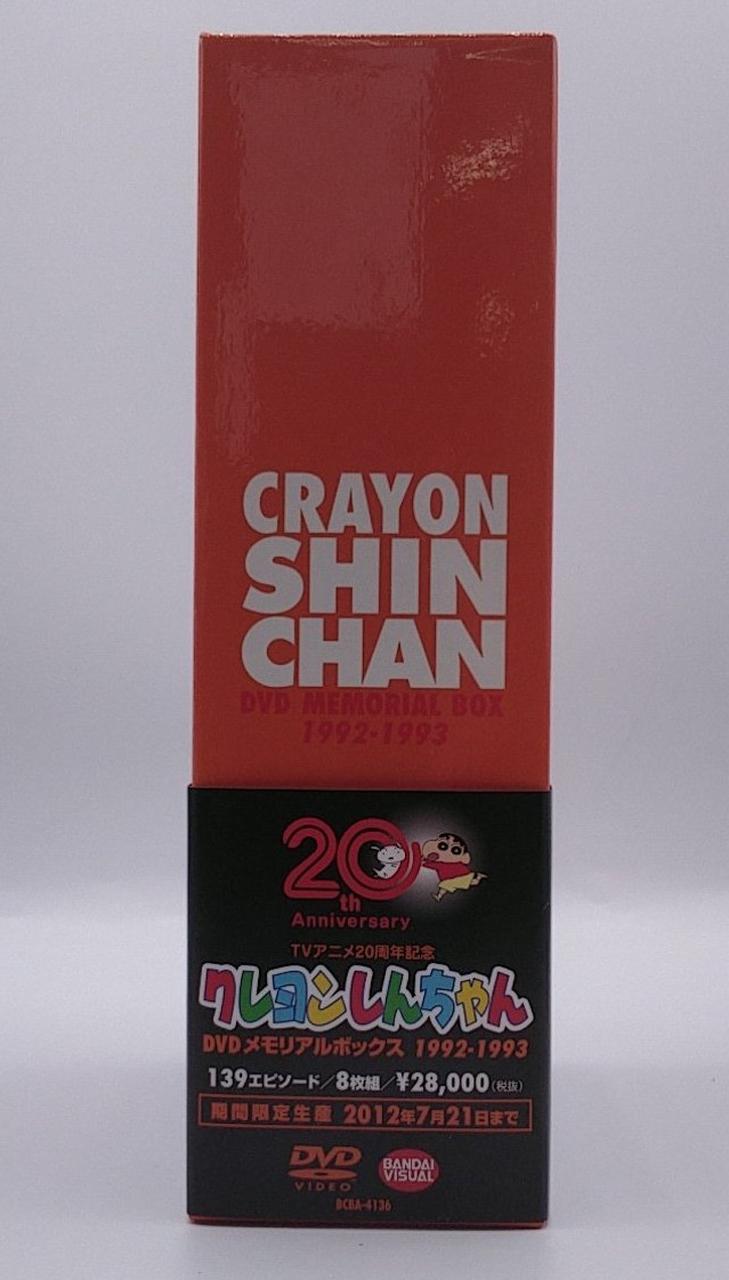 CRAYON
SHIN
CHAN
DVD MEMORIAL BOX
1992-1993
20th
Anniversary
TVアニメ20周年記念
クレヨンしんちゃん
DVDメモリアルボックス 1992-1993
139エピソード/8枚組/¥28,000(税抜)
期間限定生産 2012年7月21日まで
DVD
VIDEO
BANDAI
VISUAL
BCBA-4136